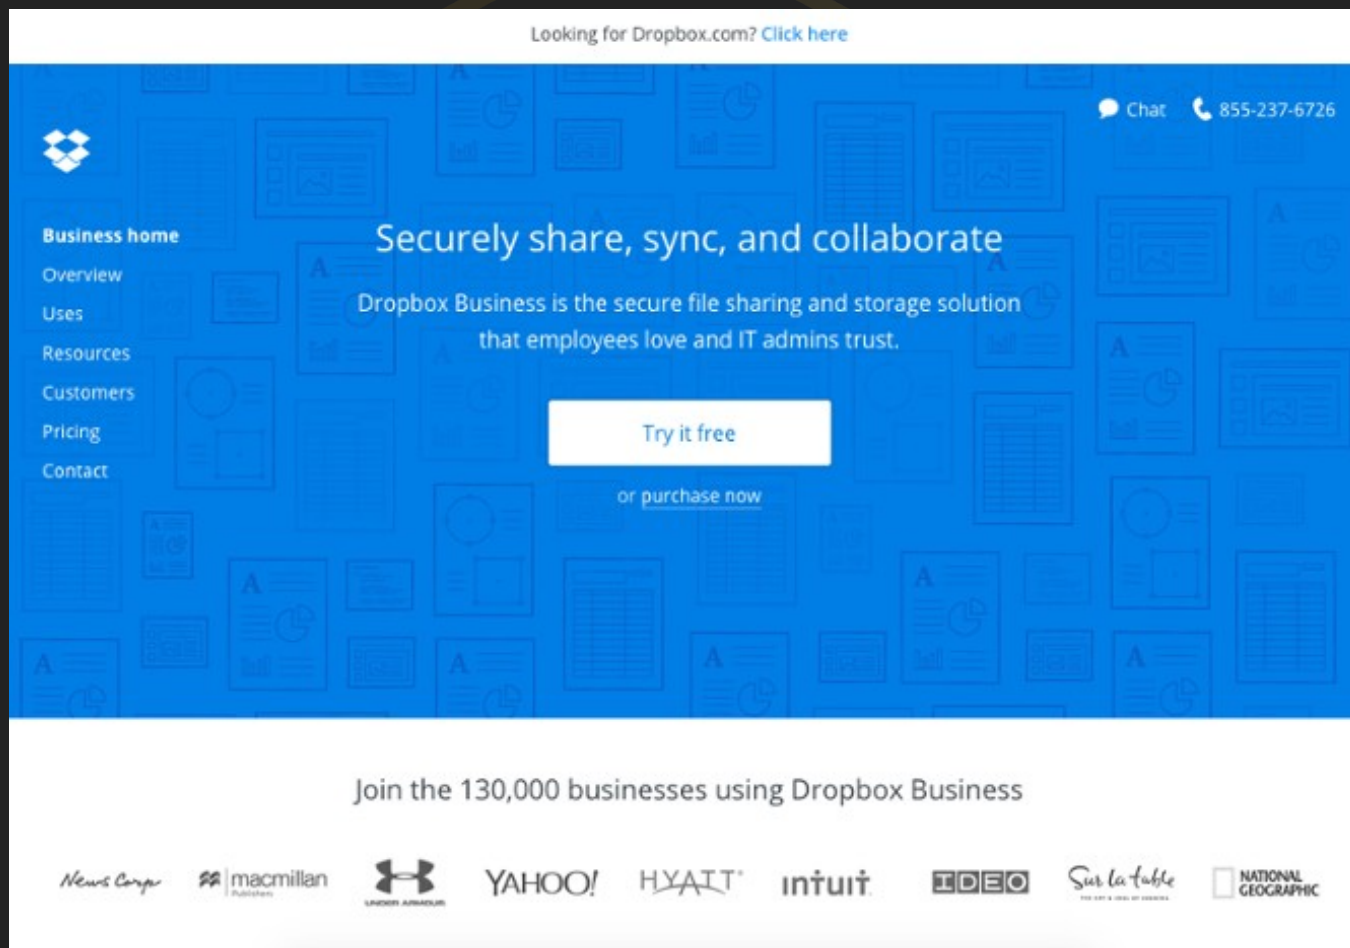 Looking for Dropbox.com? Click here
Chat 855-237-6726
Business home
Overview
Uses
Resources
Customers
Pricing
Contact
Securely share, sync, and collaborate
Dropbox Business is the secure file sharing and storage solution
that employees love and IT admins trust.
Try it free
or purchase now
Join the 130,000 businesses using Dropbox Business
News Corp
macmillan
Publishers
UNDER ARMOUR
YAHOO!
HYATT
intuit
IDEO
Sur la table
NATIONAL
GEOGRAPHIC